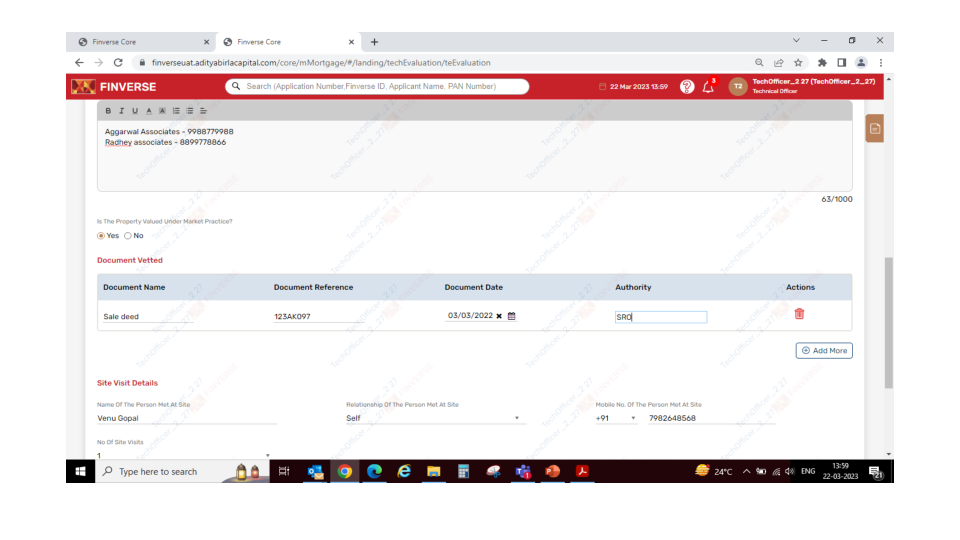 Finverse Core
Finverse Core
finverseuat.adityabirlacapital.com/core/mMortgage/#/landing/techEvaluation/teEvaluation
FINVERSE
Search (Application Number,Finverse ID, Applicant Name, PAN Number)
22 Mar 2023 13:59
3
T2
TechOfficer_2 27 (TechOfficer_2_27)
Technical Officer
B I U A A
Aggarwal Associates - 9988779988
Radhey associates - 8899778866
63/1000
Is The Property Valued Under Market Practice?
Yes No
Document Vetted
Document Name Document Reference Document Date Authority Actions
Sale deed 123AK097 03/03/2022 SRO
Add More
Site Visit Details
Name Of The Person Met At Site Relationship Of The Person Met At Site Mobile No. Of The Person Met At Site
Venu Gopal Self +91 7982648568
No Of Site Visits
1
Type here to search
24°C ENG 13:59
22-03-2023
21